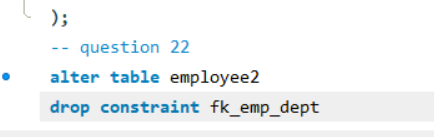 );
-- question 22
alter table employee2
drop constraint fk_emp_dept